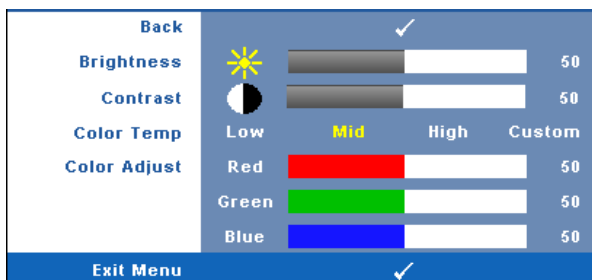 Back
Brightness 50
Contrast 50
Color Temp Low Mid High Custom
Color Adjust Red 50
Green 50
Blue 50
Exit Menu